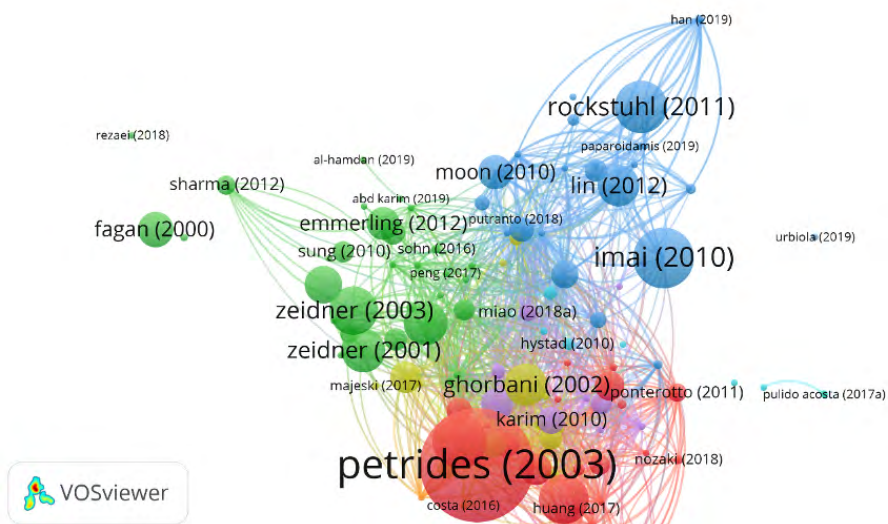 han (2019)
rockstuhl (2011)
rezaei (2018)
paparoidamis (2019)
al-hamdan (2019)
moon (2010)
sharma (2012)
lin (2012)
abd karim (2019)
putranto (2018)
fagan (2000)
emmerling (2012)
urbiola (2019)
sung (2010)
sohn (2016)
imai (2010)
peng (2017)
zeidner (2003)
miao (2018a)
hystad (2010)
zeidner (2001)
majeski (2017)
ghorbani (2002)
ponterotto (2011)
pulido acosta (2017a)
karim (2010)
petrides (2003)
nozaki (2018)
costa (2016)
huang (2017)
VOSviewer